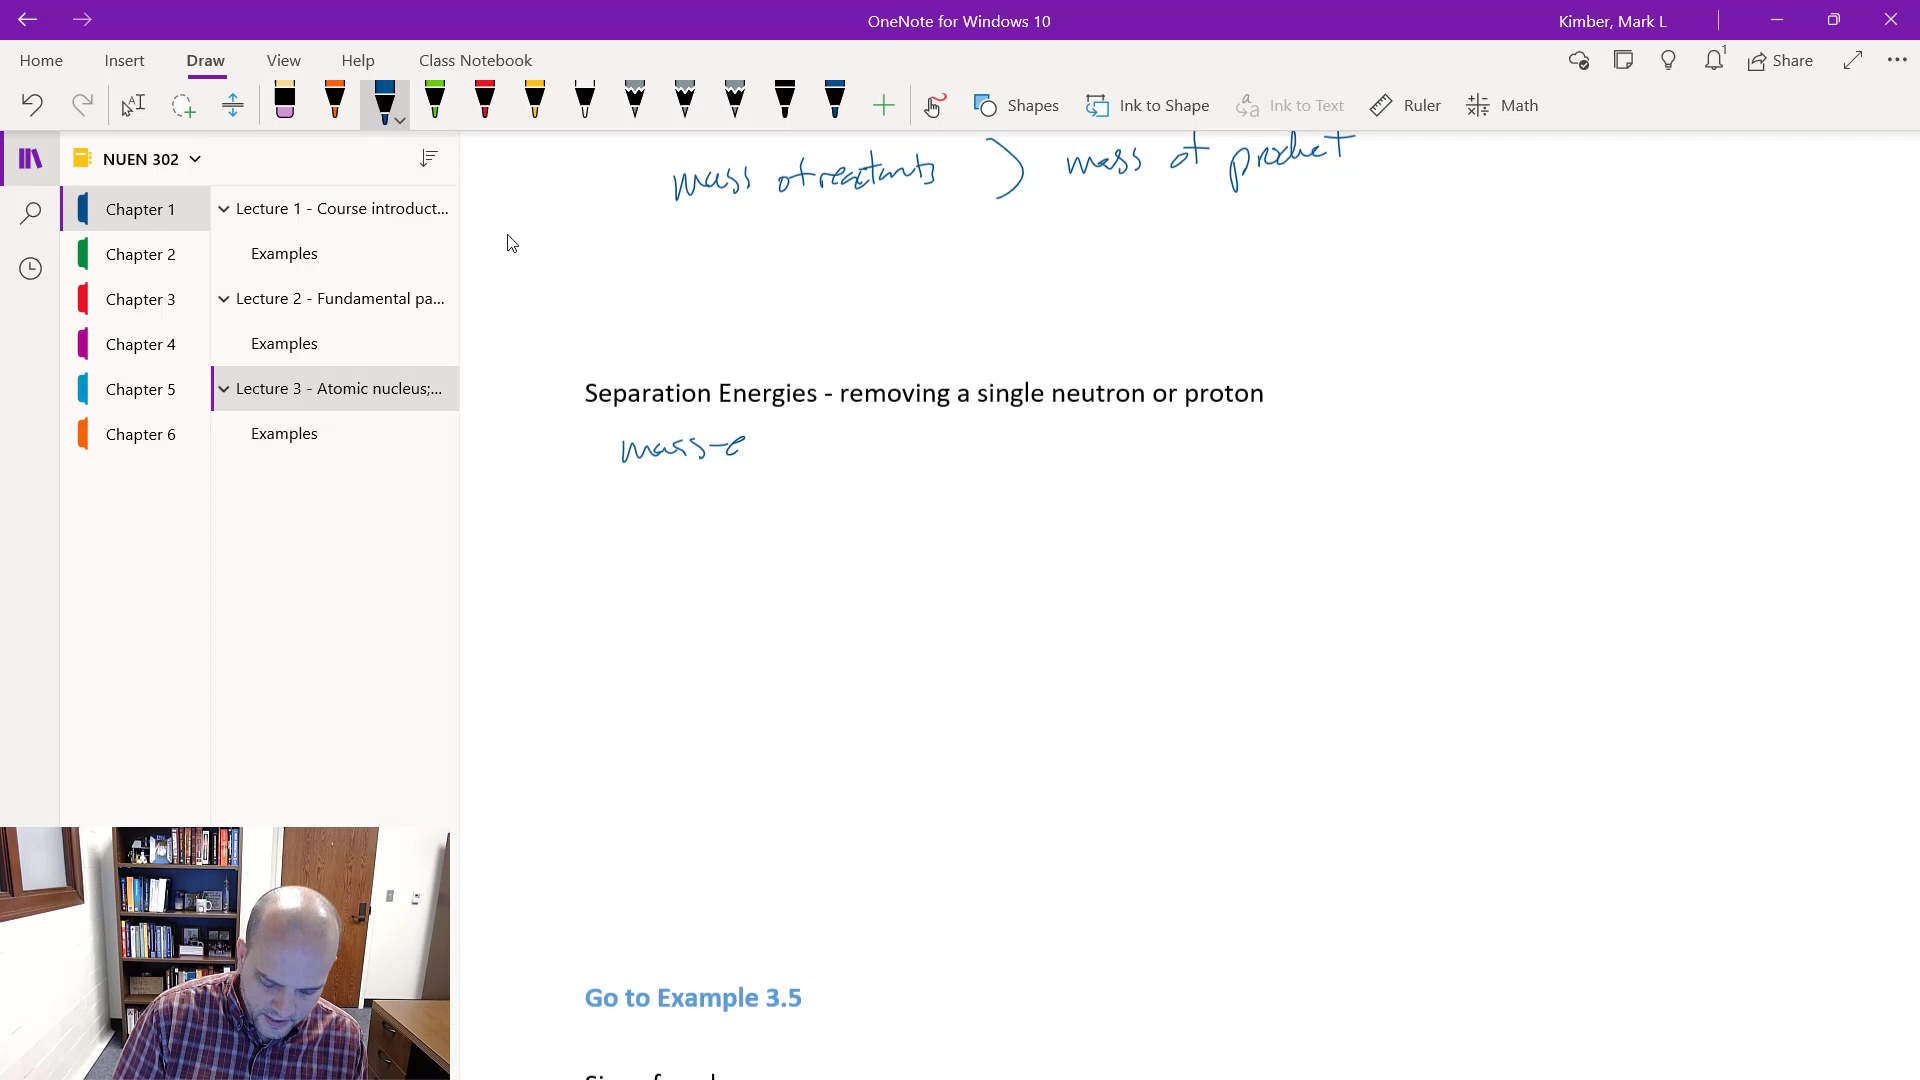 OneNote for Windows 10
Kimber, Mark L
Home Insert Draw View Help Class Notebook
1 Share
Shapes Ink to Shape Ink to Text Ruler Math
NUEN 302
Chapter 1
Chapter 2
Chapter 3
Chapter 4
Chapter 5
Chapter 6
Lecture 1 - Course introduct...
Examples
Lecture 2 - Fundamental pa...
Examples
Lecture 3 - Atomic nucleus;...
Examples
mass of reactants ) mass of product
Separation Energies - removing a single neutron or proton
mass-e
Go to Example 3.5